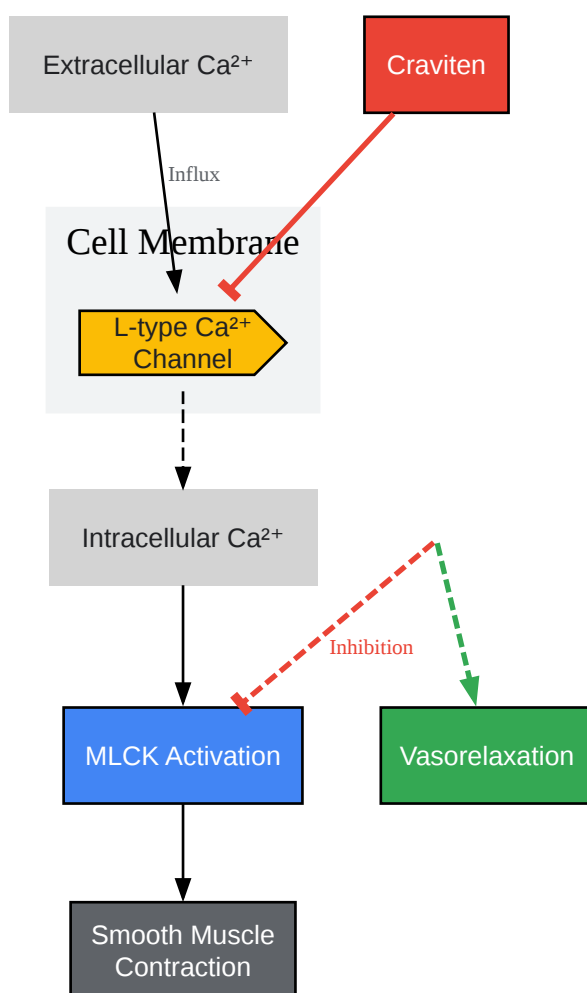 Extracellular Ca²⁺
Craviten
Influx
Cell Membrane
L-type Ca²⁺
Channel
Intracellular Ca²⁺
Inhibition
MLCK Activation
Vasorelaxation
Smooth Muscle
Contraction